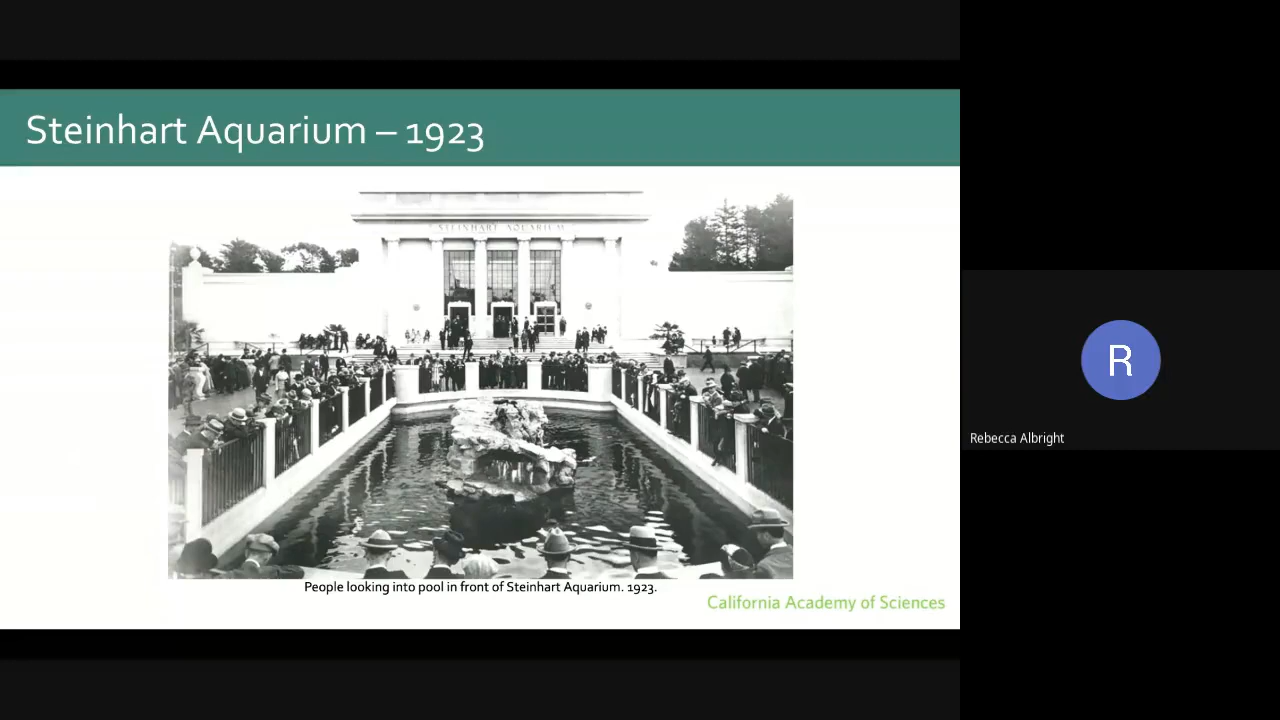 Steinhart Aquarium – 1923
STEINHART AQUARIUM
People looking into pool in front of Steinhart Aquarium. 1923.
California Academy of Sciences
R
Rebecca Albright